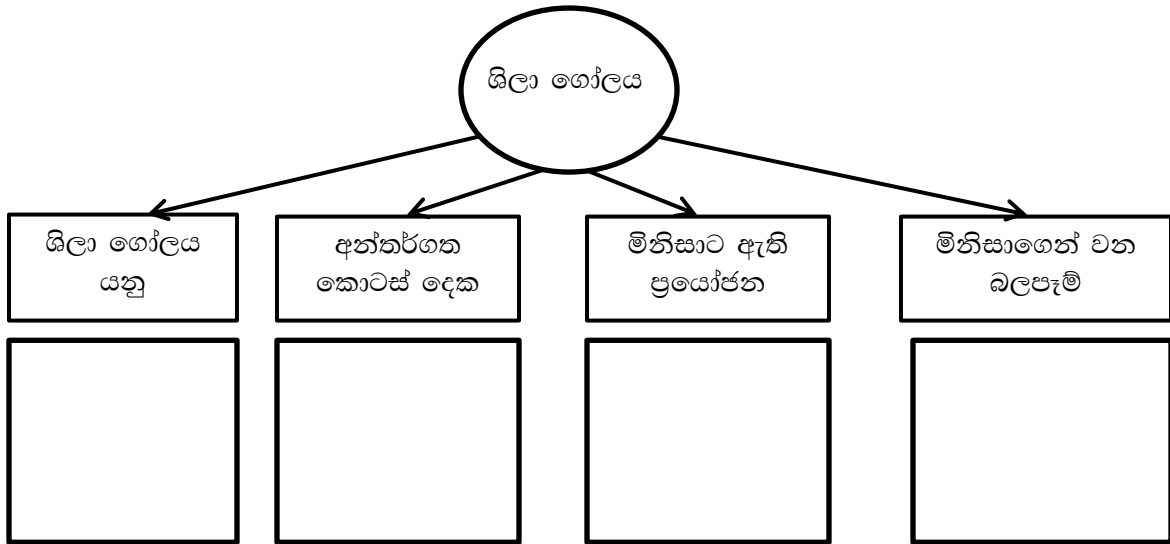 ශිලා ගෝලය
ශිලා ගෝලය
යනු
අන්තර්ගත
කොටස් දෙක
මිනිසාට ඇති
ප්‍රයෝජන
මිනිසාගෙන් වන
බලපෑම්